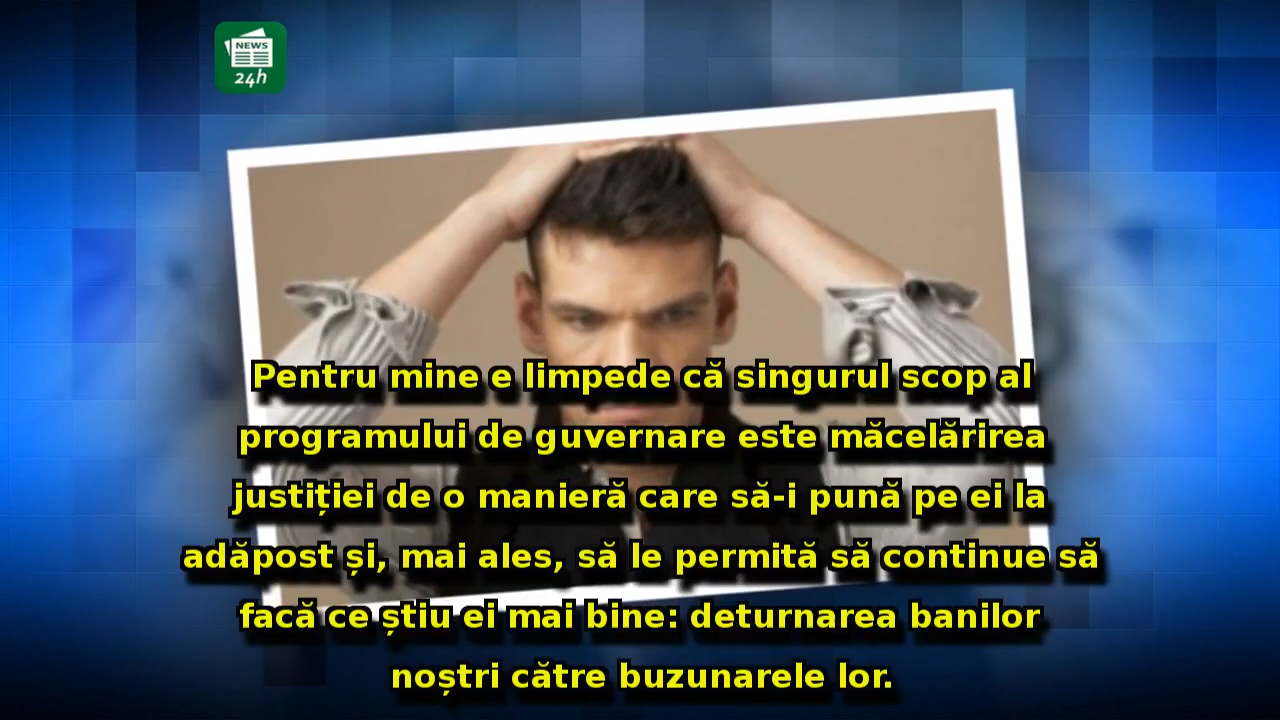 NEWS
24h
Pentru mine e limpede că singurul scop al
programului de guvernare este măcelărirea
justiției de o manieră care să-i pună pe ei la
adăpost și, mai ales, să le permită să continue să
facă ce știu ei mai bine: deturnarea banilor
noștri către buzunarele lor.